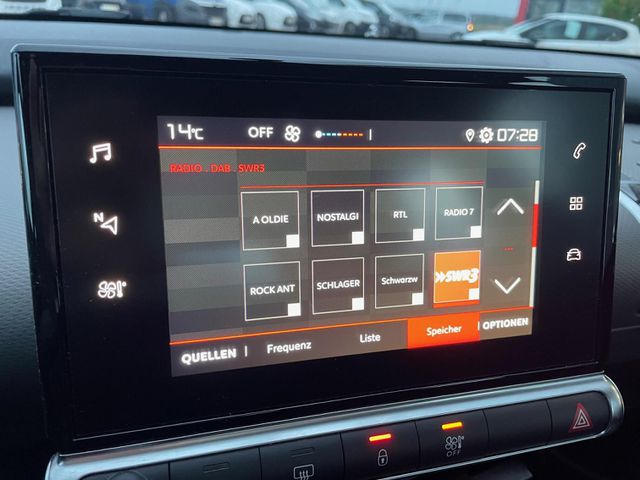 14°C OFF 07:28
RADIO . DAB . SWR3
A OLDIE NOSTALGI RTL RADIO 7
ROCK ANT SCHLAGER Schwarzw SWR3
QUELLEN | Frequenz Liste Speicher | OPTIONEN
N
OFF